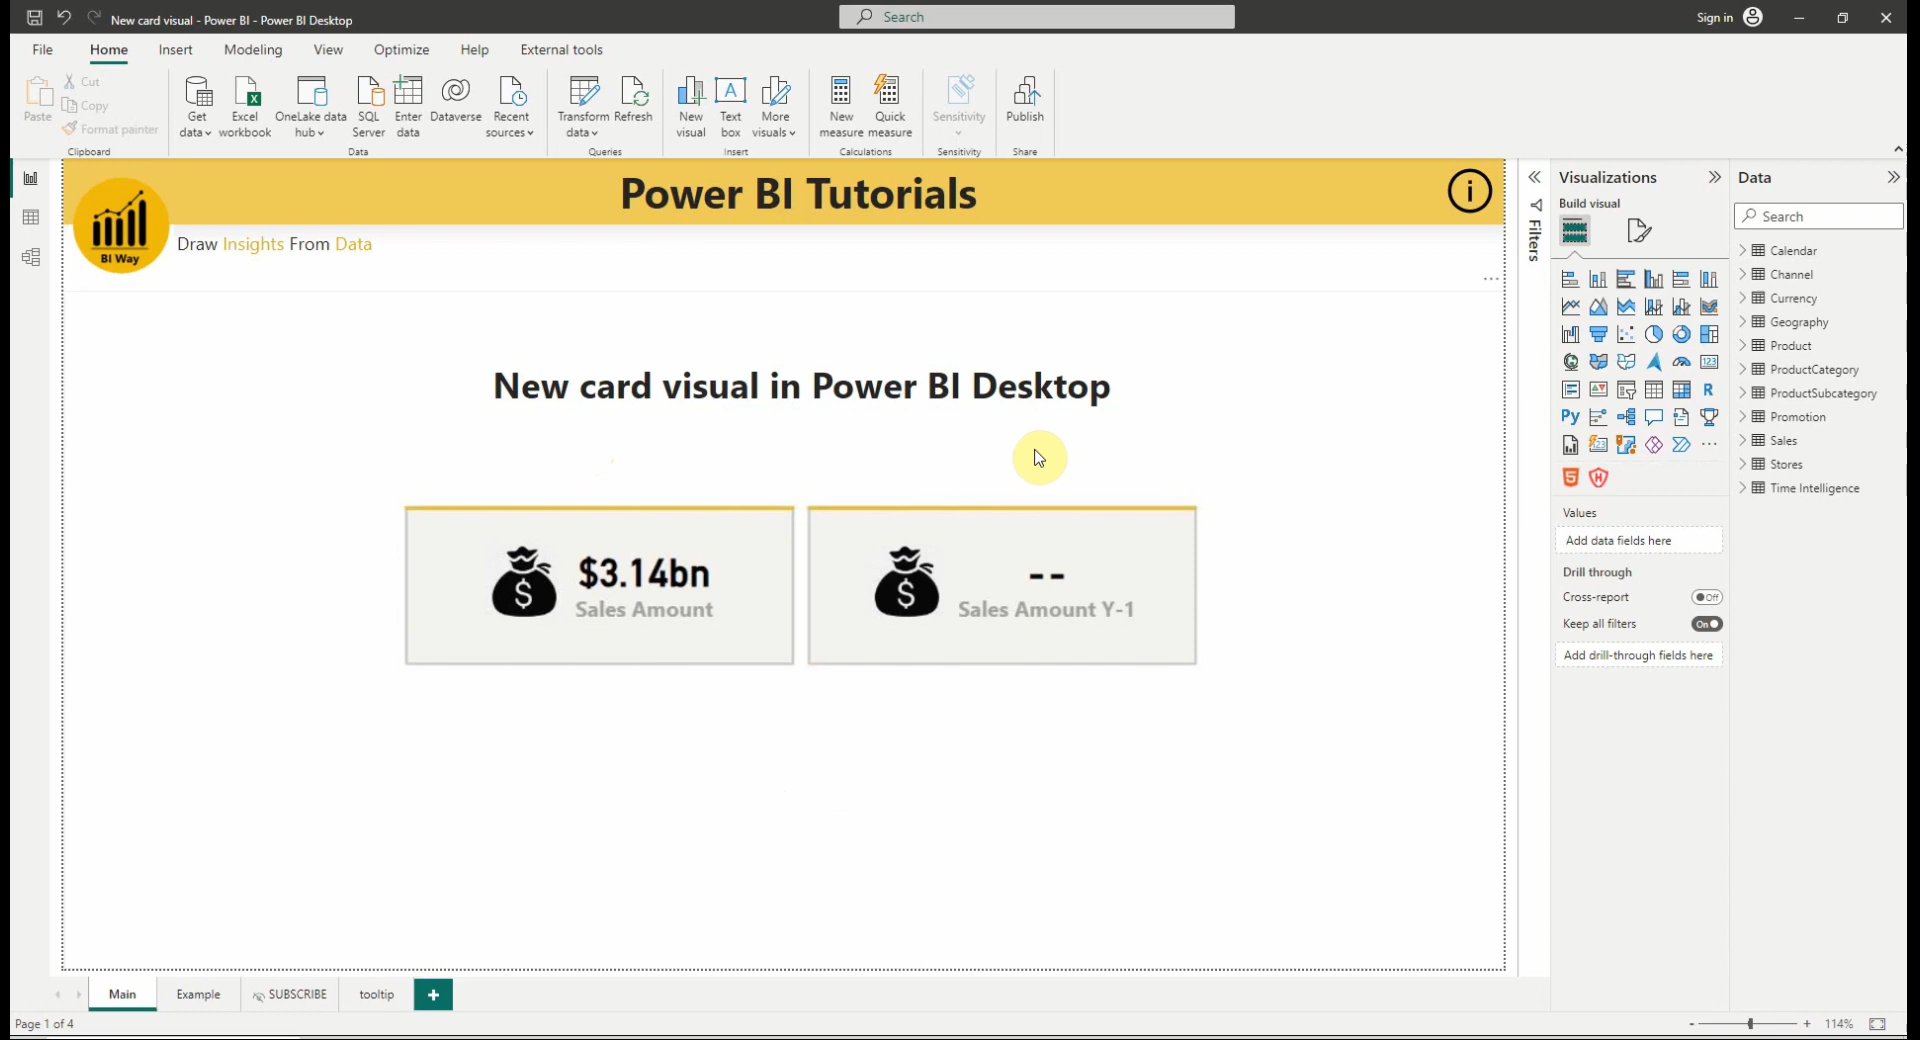 New card visual - Power BI - Power BI Desktop
Search
Sign in
File
Home
Insert
Modeling
View
Optimize
Help
External tools
Paste
Cut
Copy
Format painter
Clipboard
Get data
Excel workbook
OneLake data hub
SQL Server
Enter data
Dataverse
Recent sources
Data
Transform data
Refresh
Queries
New visual
Text box
More visuals
Insert
New measure
Quick measure
Calculations
Sensitivity
Sensitivity
Publish
Share
Power BI Tutorials
BI Way
Draw Insights From Data
New card visual in Power BI Desktop
$3.14bn
Sales Amount
--
Sales Amount Y-1
Filters
Visualizations
Build visual
123
R
Py
Values
Add data fields here
Drill through
Cross-report
Off
Keep all filters
On
Add drill-through fields here
Data
Search
Calendar
Channel
Currency
Geography
Product
ProductCategory
ProductSubcategory
Promotion
Sales
Stores
Time Intelligence
Main
Example
SUBSCRIBE
tooltip
Page 1 of 4
114%